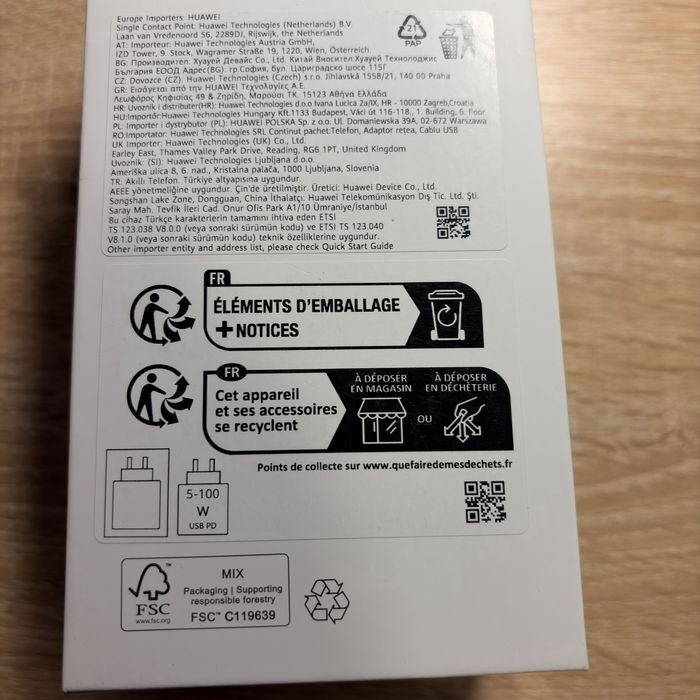 Europe Importers: HUAWEI
Single Contact Point: Huawei Technologies (Netherlands) B.V
Laan van Vredenoord 56, 2289DJ, Rijswijk, the Netherlands
AT: Importeur: Huawei Technologies Austria GmbH,
IZD Tower, 9. Stock, Wagramer Straße 19, 1220, Wien, Österreich.
BG: Производител: Хуауей Девайс Со., Лтд. Китай Вносител:Хуауей Техноложис
България ЕООД Адрес(BG): гр.София, бул. Цариградско шосе 115Г
CZ: Dovozce (CZ): Huawei Technologies (Czech) s.r.o. Jihlavská 1558/21, 140 00 Praha
GR: Εισάγεται από την HUAWEI Τεχνολογίες Α.Ε.
Λεωφόρος Κηφισίας 49 & Ζηρίδη, Μαρούσι ΤΚ. 15123 Αθήνα, Ελλάδα
HR: Uvoznik i distributer(HR): Huawei Technologies d.o.o Ivana Lucica 2a/IX, HR - 10000 Zagreb,Croatia
HU:Importőr:Huawei Technologies Hungary Kft.1133 Budapest, Váci út 116-118., 1. Building, 6. floor
PL: Importer i dystrybutor (PL): HUAWEI POLSKA Sp. z o.o. Ul. Domaniewska 39A, 02-672 Warszawa
RO:Importator: Huawei Technologies SRL Continut pachet:Telefon, Adaptor rețea, Cablu USB
UK Importer: Huawei Technologies (UK) Co., Ltd.
Earley East, Thames Valley Park Drive, Reading, RG6 1PT, United Kingdom
Uvoznik: (SI): Huawei Technologies Ljubljana d.o.o.
Ameriška ulica 8, 6. nad., Kristalna palača, 1000 Ljubljana, Slovenia
TR: Akıllı Telefon. Türkiye altyapısına uygundur.
AEEE yönetmeliğine uygundur. Çin'de üretilmiştir. Üretici: Huawei Device Co., Ltd.
Songshan Lake Zone, Dongguan, China İthalatçı: Huawei Telekomünikasyon Dış Tic. Ltd. Şti.
Saray Mah. Tevfik İleri Cad. Onur Ofis Park A1/10 Ümraniye/İstanbul
Bu cihaz Türkçe karakterlerin tamamını ihtiva eden ETSI
TS 123.038 V8.0.0 (veya sonraki sürümün kodu) ve ETSI TS 123.040
V8.1.0 (veya sonraki sürümün kodu) teknik özelliklerine uygundur.
Other importer entity and address list, please check Quick Start Guide
21
PAP
FR
ÉLÉMENTS D'EMBALLAGE
+NOTICES
FR
Cet appareil
et ses accessoires
se recyclent
À DÉPOSER
EN MAGASIN
OU
À DÉPOSER
EN DÉCHÈTERIE
Points de collecte sur www.quefairedemesdechets.fr
5-100
W
USB PD
FSC
www.fsc.org
MIX
Packaging | Supporting
responsible forestry
FSC™ C119639